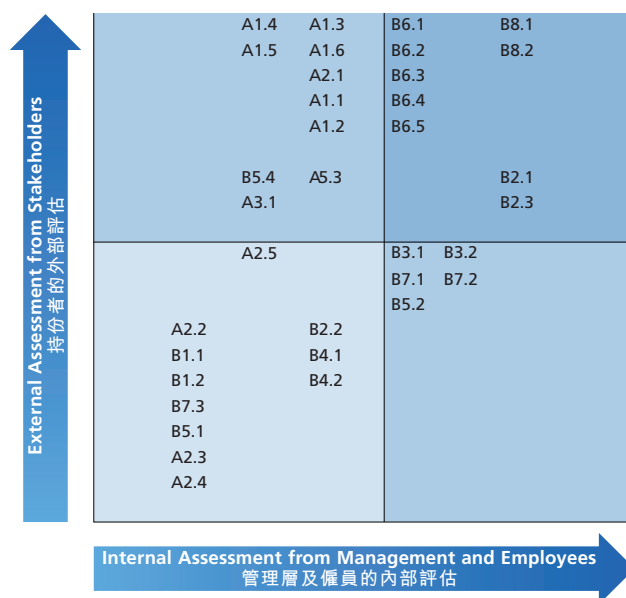 External Assessment from Stakeholders
持份者的外部評估
A1.4 A1.3 B6.1 B8.1
A1.5 A1.6 B6.2 B8.2
A2.1 B6.3
A1.1 B6.4
A1.2 B6.5
B5.4 A5.3 B2.1
A3.1 B2.3
A2.5 B3.1 B3.2
B7.1 B7.2
B5.2
A2.2 B2.2
B1.1 B4.1
B1.2 B4.2
B7.3
B5.1
A2.3
A2.4
Internal Assessment from Management and Employees
管理層及僱員的內部評估